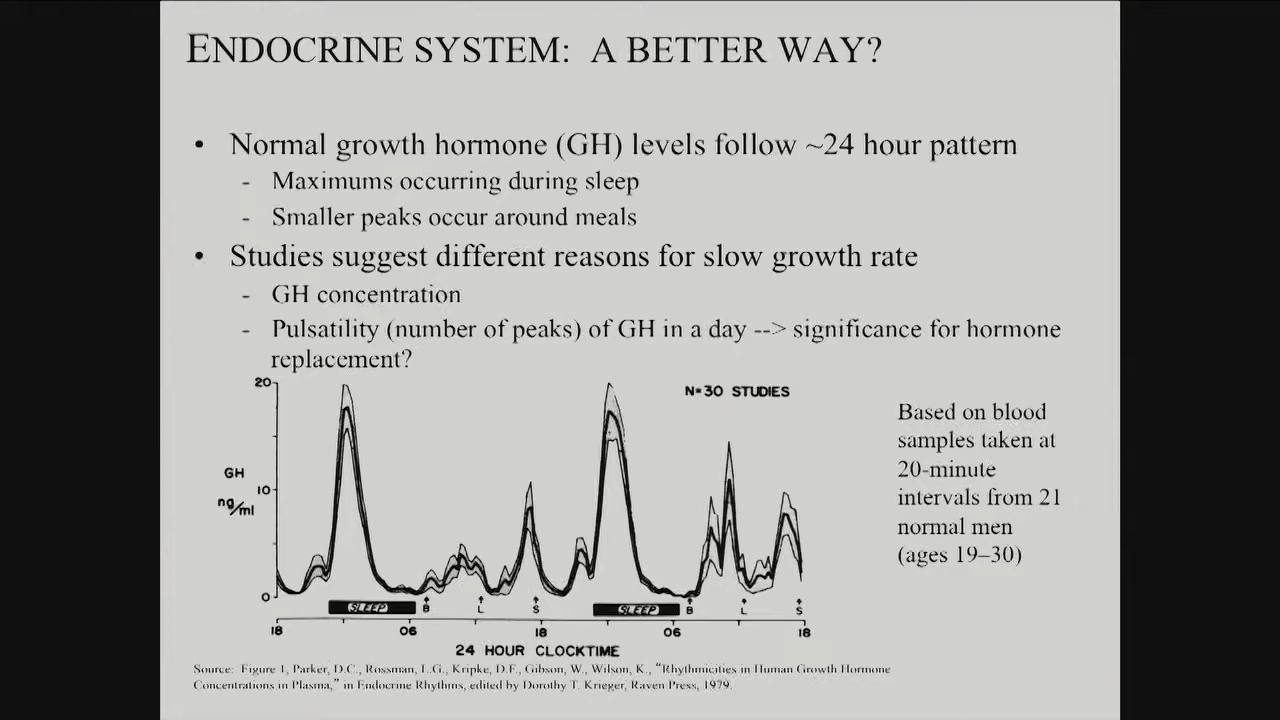 ENDOCRINE SYSTEM: A BETTER WAY?
• Normal growth hormone (GH) levels follow ~24 hour pattern
- Maximums occurring during sleep
- Smaller peaks occur around meals
• Studies suggest different reasons for slow growth rate
- GH concentration
- Pulsatility (number of peaks) of GH in a day --> significance for hormone
replacement?
20
N=30 STUDIES
GH
ng/ml
10
0
SLEEP
B
L
S
SLEEP
B
L
S
18
06
18
06
18
24 HOUR CLOCKTIME
Based on blood
samples taken at
20-minute
intervals from 21
normal men
(ages 19–30)
Source: Figure 1, Parker, D.C., Rossman, L.G., Kripke, D.F., Gibson, W., Wilson, K., “Rhythmicities in Human Growth Hormone
Concentrations in Plasma,” in Endocrine Rhythms, edited by Dorothy T. Krieger, Raven Press, 1979.